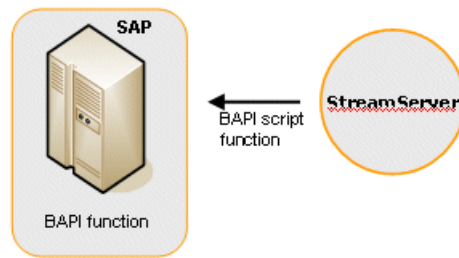 SAP
StreamServer
BAPI script
function
BAPI function